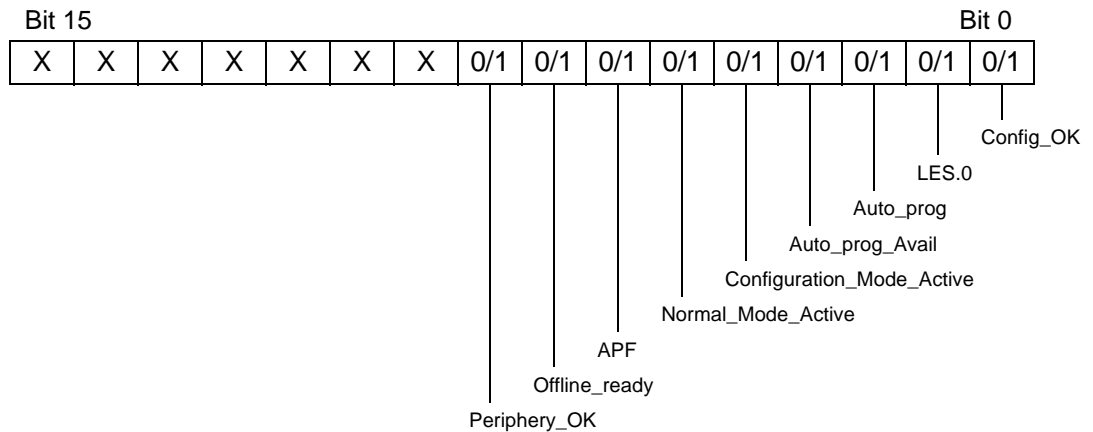 Bit 15 Bit 0
X X X X X X X 0/1 0/1 0/1 0/1 0/1 0/1 0/1 0/1 0/1
Config_OK
LES.0
Auto_prog
Auto_prog_Avail
Configuration_Mode_Active
Normal_Mode_Active
APF
Offline_ready
Periphery_OK